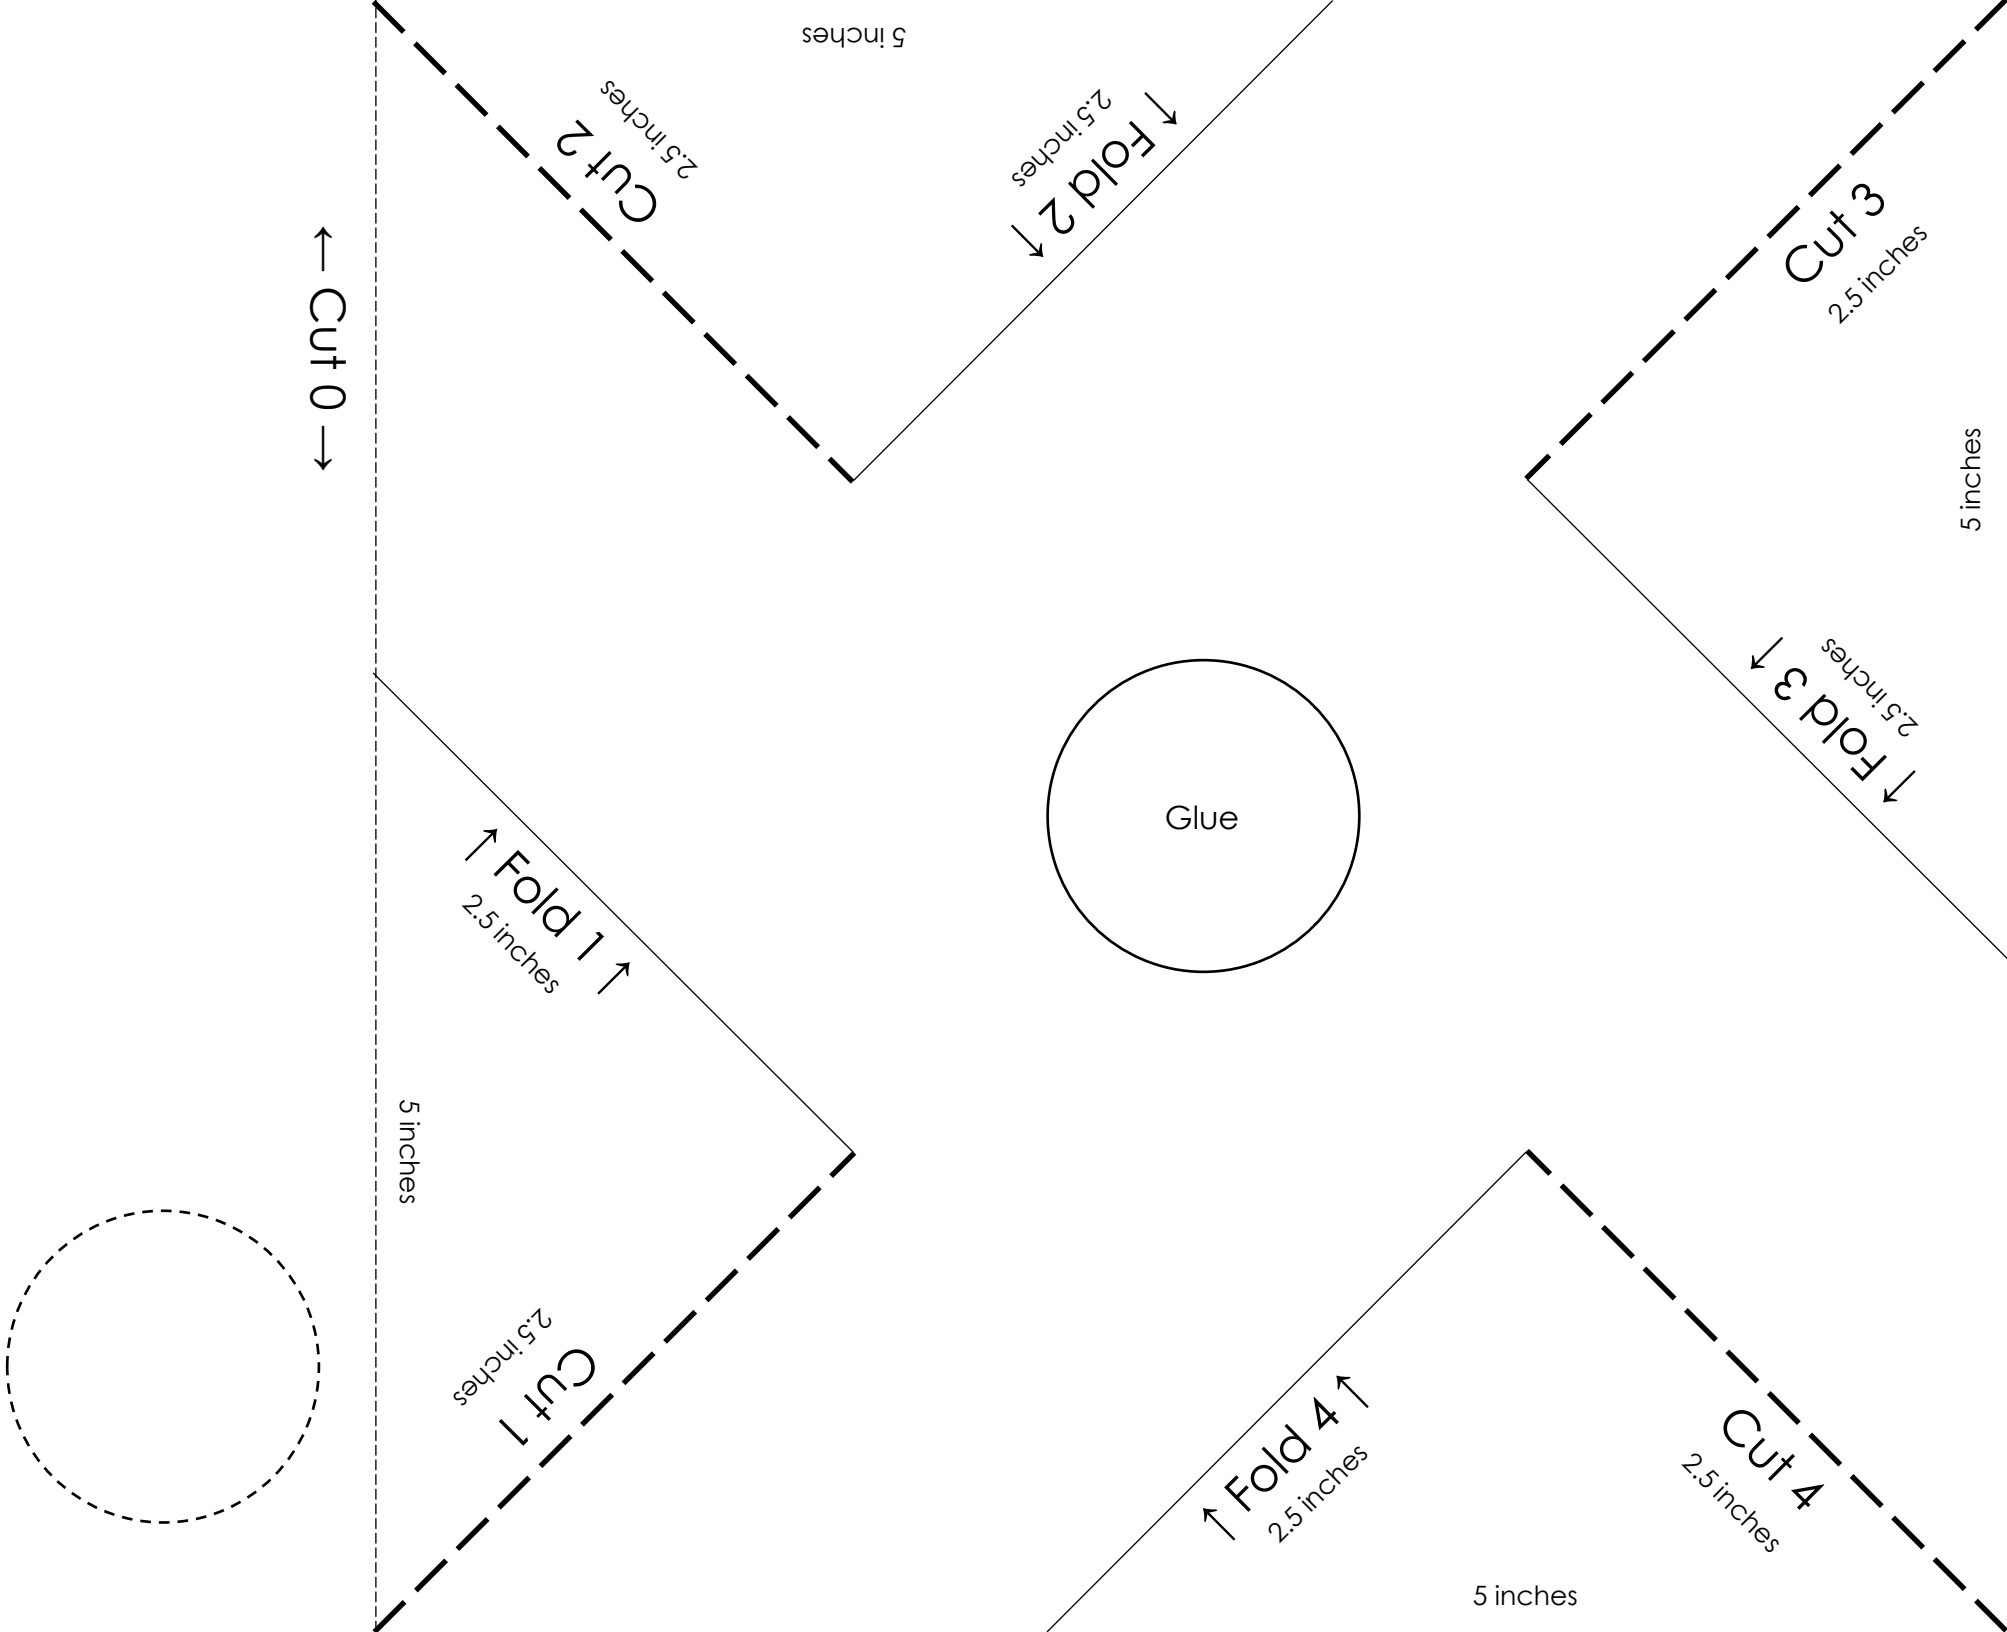 5 inches
2.5 inches
Cut 2
2.5 inches
↓ Fold 2 ↓
Cut 3
2.5 inches
← Cut 0 →
5 inches
2.5 inches
↓ Fold 3 ↓
Glue
↑ Fold 1 ↑
2.5 inches
5 inches
2.5 inches
Cut 1
↑ Fold 4 ↑
2.5 inches
Cut 4
2.5 inches
5 inches